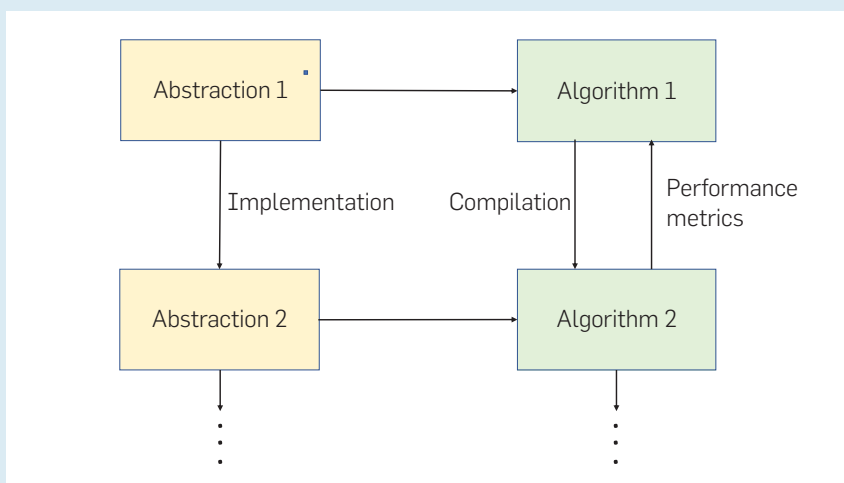 Abstraction 1
Algorithm 1
Implementation
Compilation
Performance
metrics
Abstraction 2
Algorithm 2